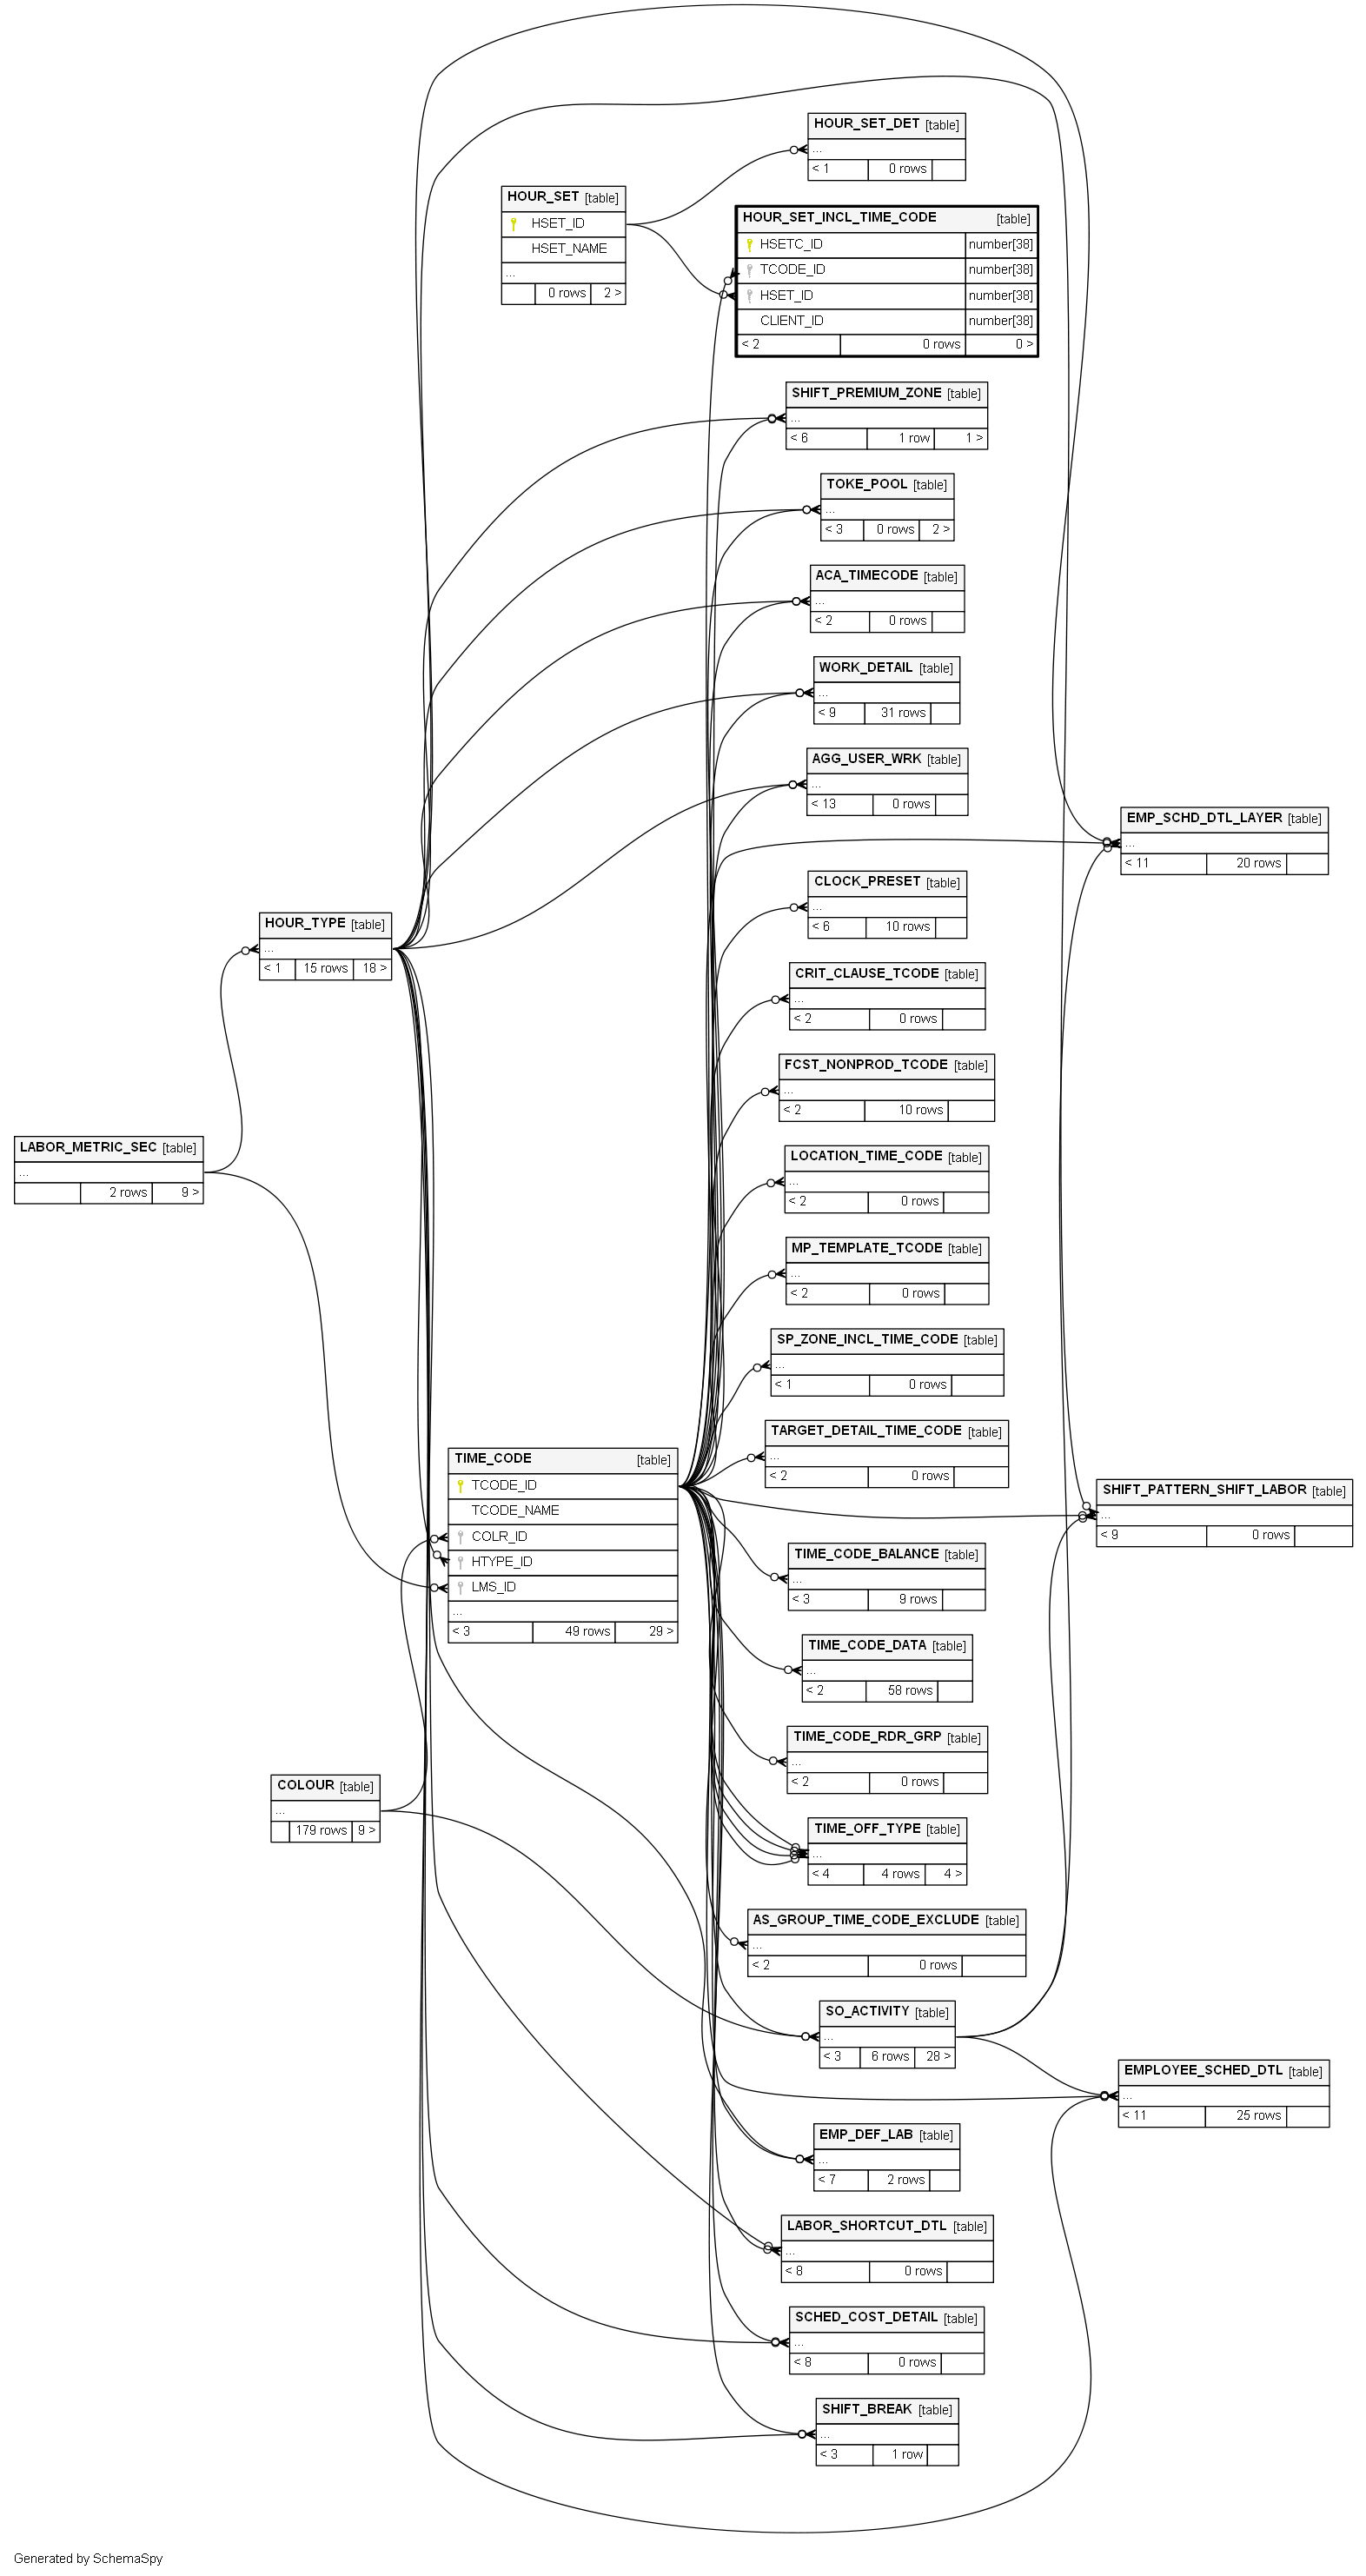 HOUR_SET_DET [table]
...
< 1 0 rows
HOUR_SET [table]
HSET_ID
HSET_NAME
...
0 rows 2 >
HOUR_SET_INCL_TIME_CODE [table]
HSETC_ID number[38]
TCODE_ID number[38]
HSET_ID number[38]
CLIENT_ID number[38]
< 2 0 rows 0 >
SHIFT_PREMIUM_ZONE [table]
...
< 6 1 row 1 >
TOKE_POOL [table]
...
< 3 0 rows 2 >
ACA_TIMECODE [table]
...
< 2 0 rows
WORK_DETAIL [table]
...
< 9 31 rows
AGG_USER_WRK [table]
...
< 13 0 rows
EMP_SCHD_DTL_LAYER [table]
...
< 11 20 rows
CLOCK_PRESET [table]
...
< 6 10 rows
HOUR_TYPE [table]
...
< 1 15 rows 18 >
CRIT_CLAUSE_TCODE [table]
...
< 2 0 rows
FCST_NONPROD_TCODE [table]
...
< 2 10 rows
LABOR_METRIC_SEC [table]
...
2 rows 9 >
LOCATION_TIME_CODE [table]
...
< 2 0 rows
MP_TEMPLATE_TCODE [table]
...
< 2 0 rows
SP_ZONE_INCL_TIME_CODE [table]
...
< 1 0 rows
TARGET_DETAIL_TIME_CODE [table]
...
< 2 0 rows
TIME_CODE [table]
TCODE_ID
TCODE_NAME
COLR_ID
HTYPE_ID
LMS_ID
...
< 3 49 rows 29 >
SHIFT_PATTERN_SHIFT_LABOR [table]
...
< 9 0 rows
TIME_CODE_BALANCE [table]
...
< 3 9 rows
TIME_CODE_DATA [table]
...
< 2 58 rows
TIME_CODE_RDR_GRP [table]
...
< 2 0 rows
COLOUR [table]
...
179 rows 9 >
TIME_OFF_TYPE [table]
...
< 4 4 rows 4 >
AS_GROUP_TIME_CODE_EXCLUDE [table]
...
< 2 0 rows
SO_ACTIVITY [table]
...
< 3 6 rows 28 >
EMPLOYEE_SCHED_DTL [table]
...
< 11 25 rows
EMP_DEF_LAB [table]
...
< 7 2 rows
LABOR_SHORTCUT_DTL [table]
...
< 8 0 rows
SCHED_COST_DETAIL [table]
...
< 8 0 rows
SHIFT_BREAK [table]
...
< 3 1 row
Generated by SchemaSpy